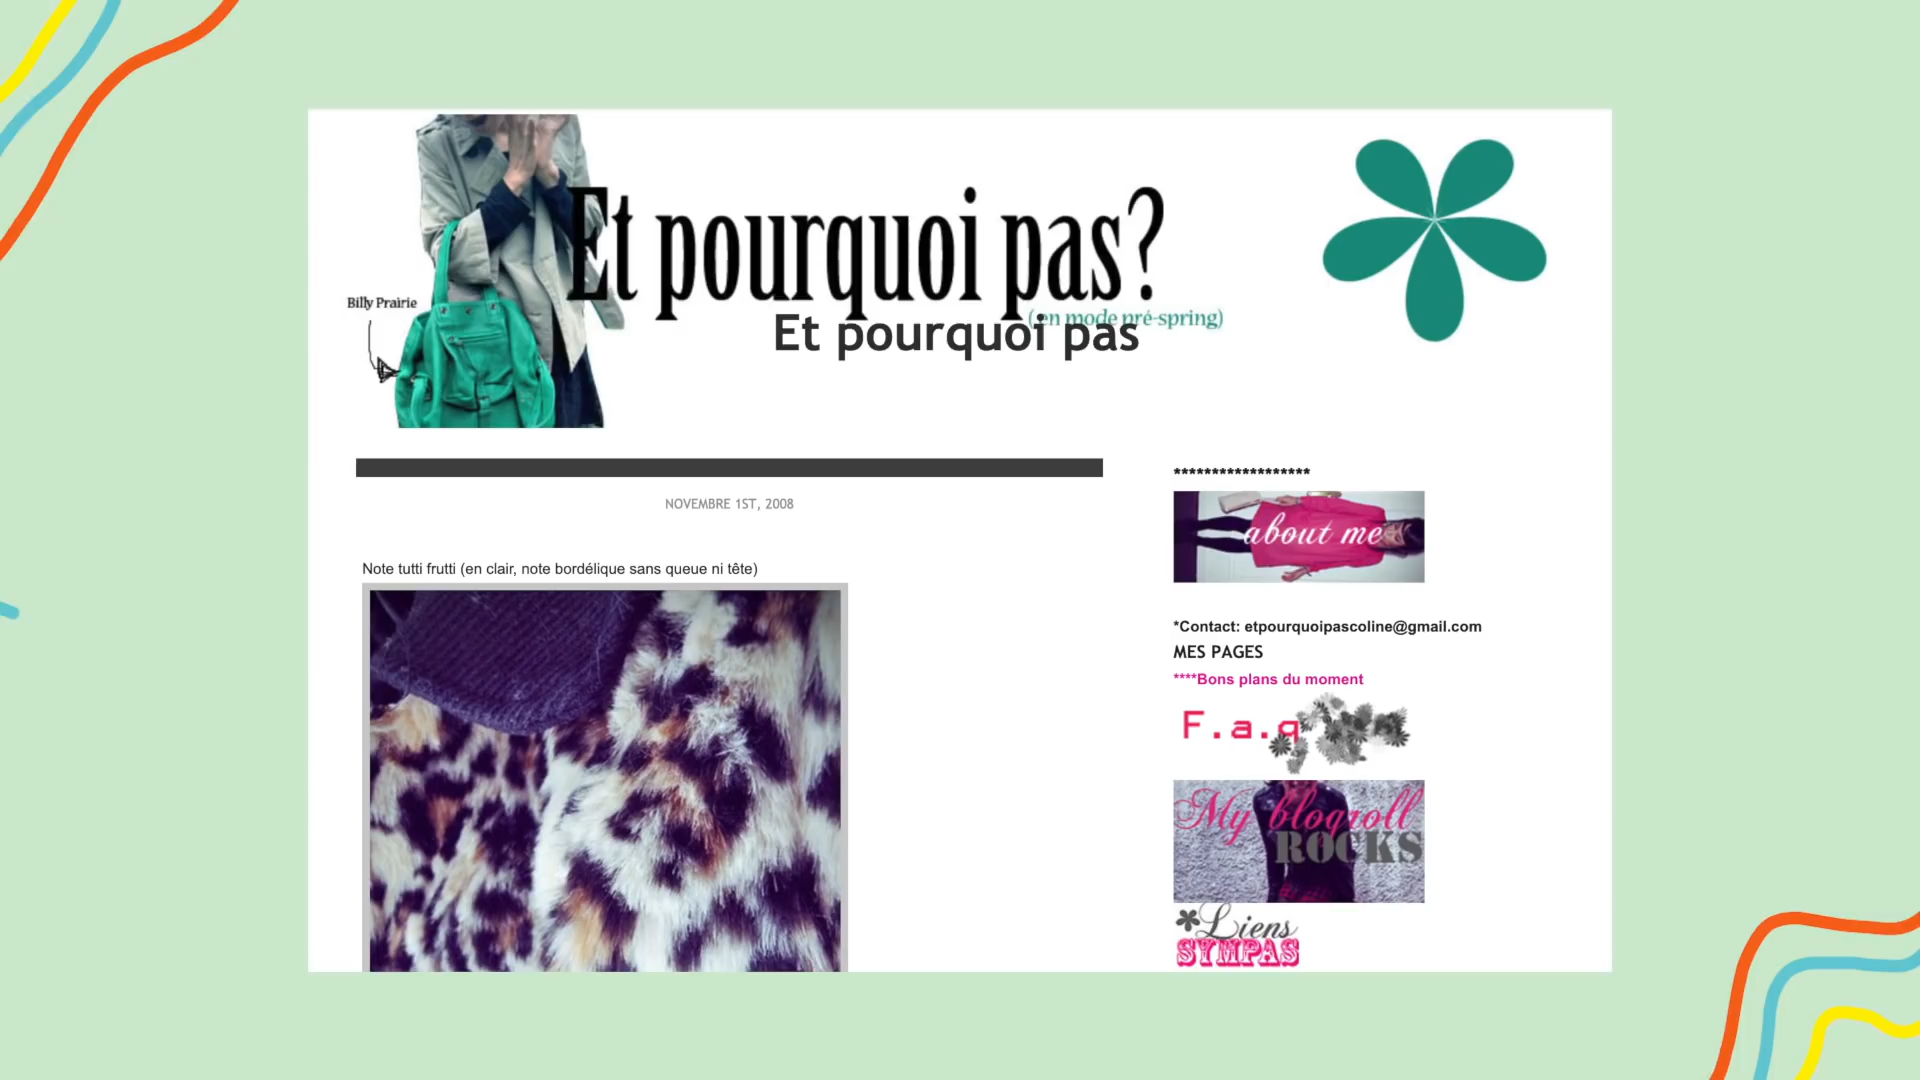 Billy Prairie
Et pourquoi pas?
(en mode pré-spring)
Et pourquoi pas
NOVEMBRE 1ST, 2008
Note tutti frutti (en clair, note bordélique sans queue ni tête)
******************
about me
*Contact: etpourquoipascoline@gmail.com
MES PAGES
****Bons plans du moment
F.a.q
My blogroll
ROCKS
*Liens
SYMPAS